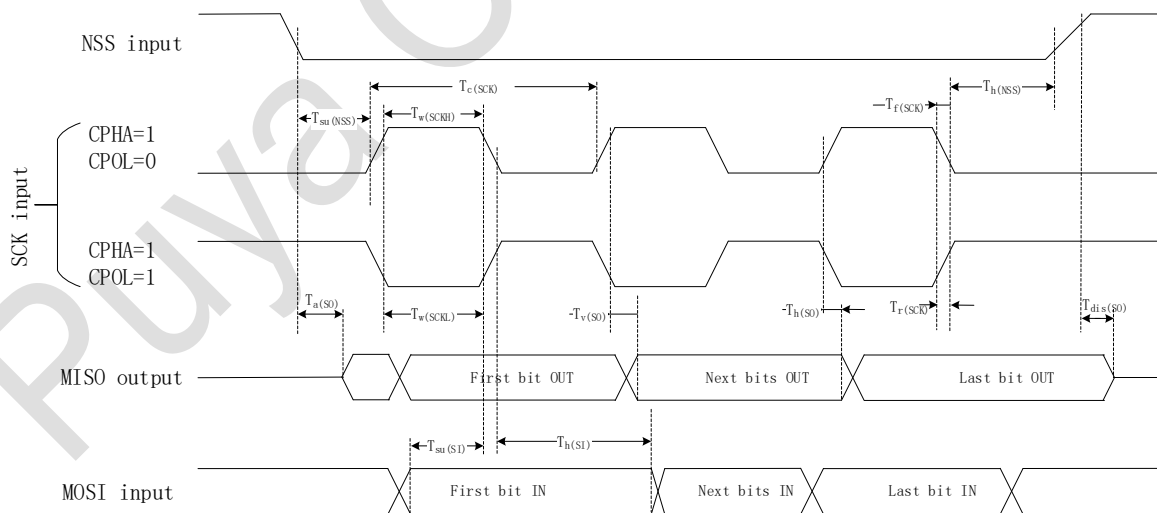 NSS input
Tc(SCK)
Th(NSS)
Tf(SCK)
Tsu(NSS)
Tw(SCKH)
CPHA=1
CPOL=0
SCK input
CPHA=1
CPOL=1
Ta(SO)
Tw(SCKL)
Tv(SO)
Th(SO)
Tr(SCK)
Tdis(SO)
MISO output
First bit OUT
Next bits OUT
Last bit OUT
Tsu(SI)
Th(SI)
MOSI input
First bit IN
Next bits IN
Last bit IN
Puya